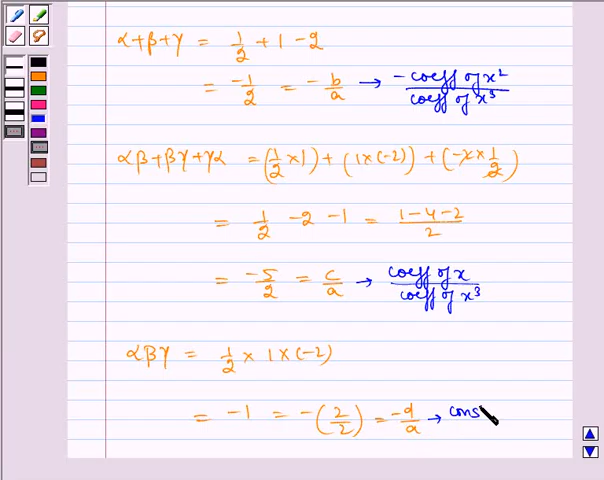 α+β+γ = 1/2 + 1 - 2
= -1/2 = -b/a → -coeff of x² / coeff of x³
αβ+βγ+γα = (1/2 × 1) + (1×(-2)) + (-2 × 1/2)
= 1/2 - 2 - 1 = (1-4-2)/2
= -5/2 = c/a → coeff of x / coeff of x³
αβγ = 1/2 × 1 × (-2)
= -1 = -(2/2) = -d/a → cons